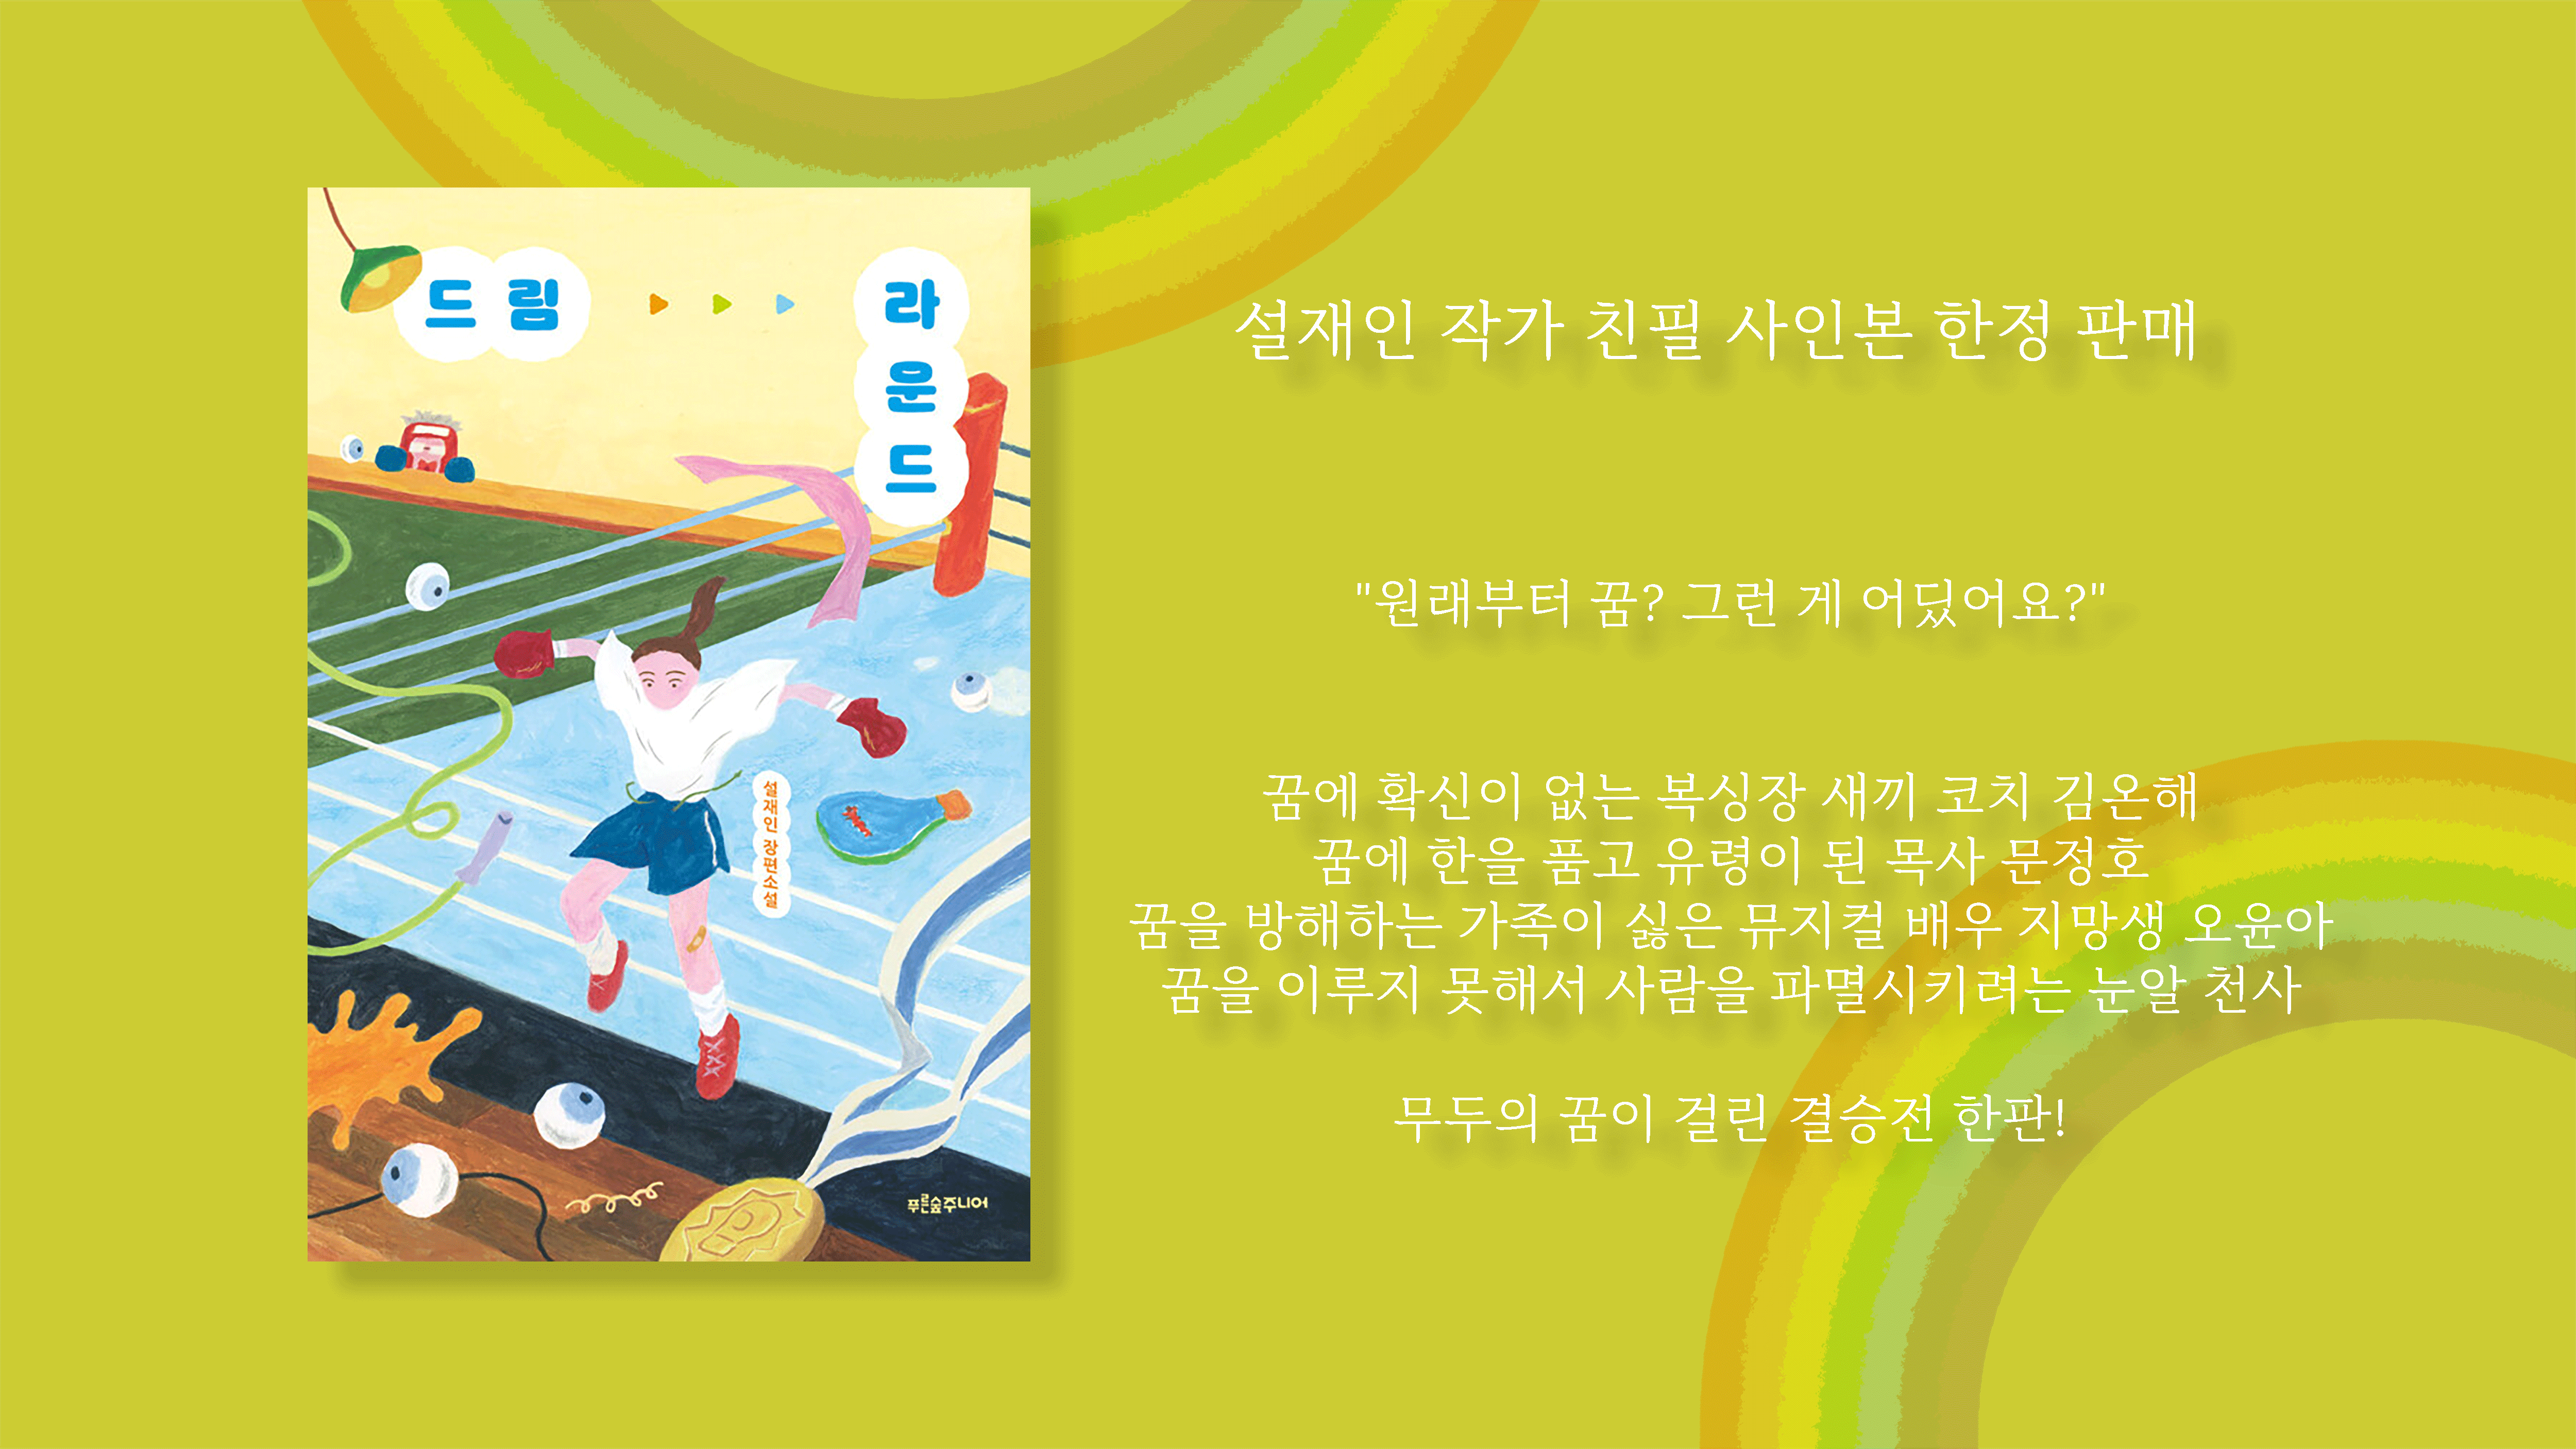 드림
라운드
설재인 장편소설
푸른숲주니어
설재인 작가 친필 사인본 한정 판매
"원래부터 꿈? 그런 게 어딨어요?"
꿈에 확신이 없는 복싱장 새끼 코치 김온해
꿈에 한을 품고 유령이 된 목사 문정호
꿈을 방해하는 가족이 싫은 뮤지컬 배우 지망생 오윤아
꿈을 이루지 못해서 사람을 파멸시키려는 눈알 천사
무두의 꿈이 걸린 결승전 한판!